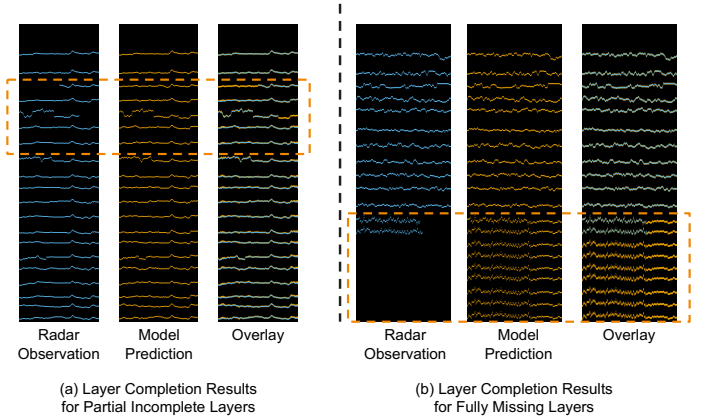 Radar
Observation
Model
Prediction
Overlay
Radar
Observation
Model
Prediction
Overlay
(a) Layer Completion Results
for Partial Incomplete Layers
(b) Layer Completion Results
for Fully Missing Layers